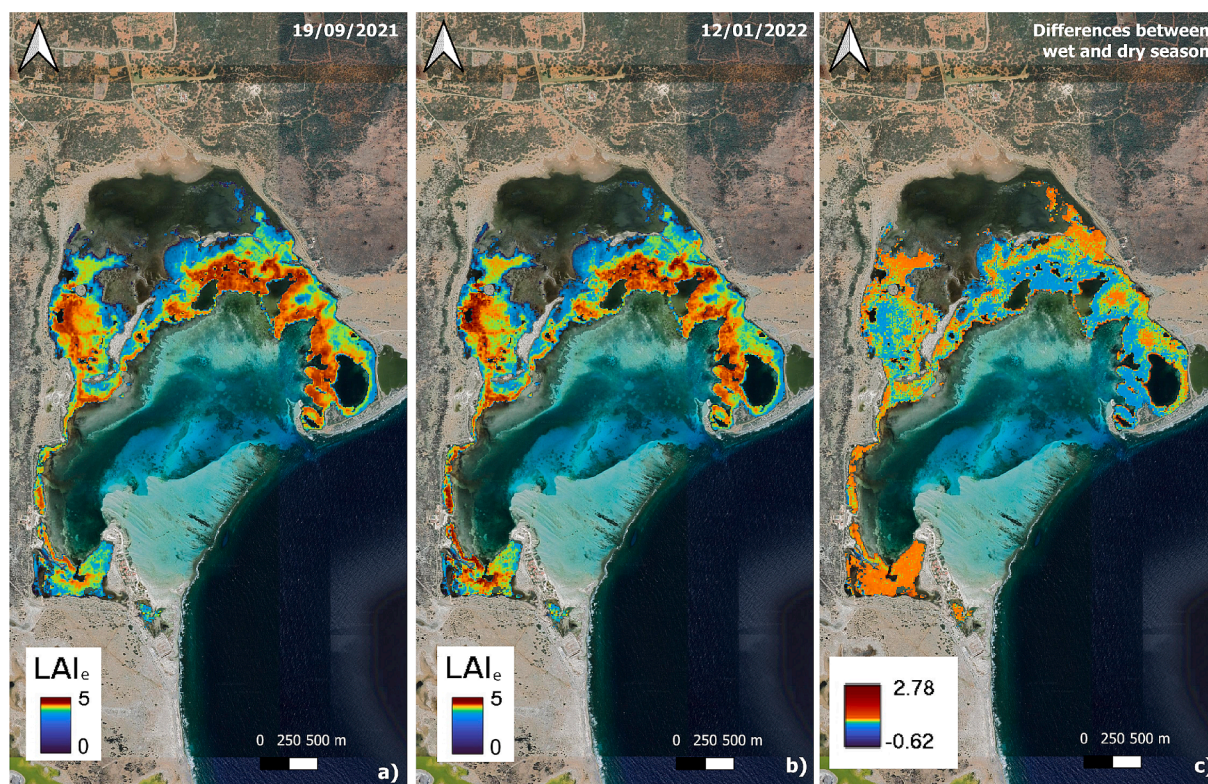 19/09/2021
LAIe
5
0
0 250 500 m
a)
12/01/2022
LAIe
5
0
0 250 500 m
b)
Differences between
wet and dry season
2.78
-0.62
0 250 500 m
c)